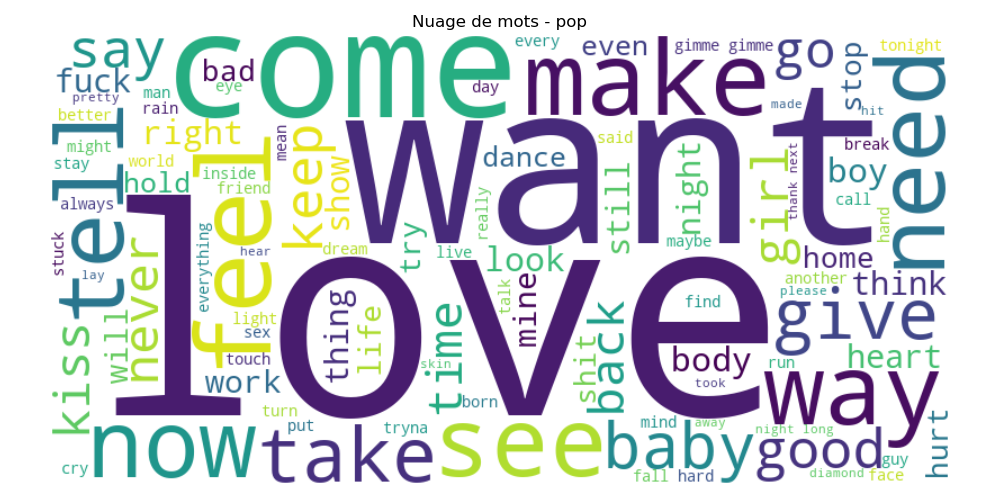 Nuage de mots - pop
say
come
every
even
gimme gimme
go
tonight
fuck
bad
eye
day
make
stop
need
pretty
man
rain
better
made
hit
tell
right
mean
want
said
break
might
stay
world
hold
inside
friend
feel
keep
show
dance
still
night
girl
thank next
boy
call
always
love
really
hand
stuck
lay
never
everything
hear
dream
try
live
look
maybe
home
another
think
please
kiss
will
light
sex
touch
thing
life
time
talk
mine
skin
find
give
shit
back
body
took
run
heart
work
way
turn
put
tryna
born
mind
away
night long
now
take
see
baby
good
guy
hurt
cry
fall
hard
diamond
face